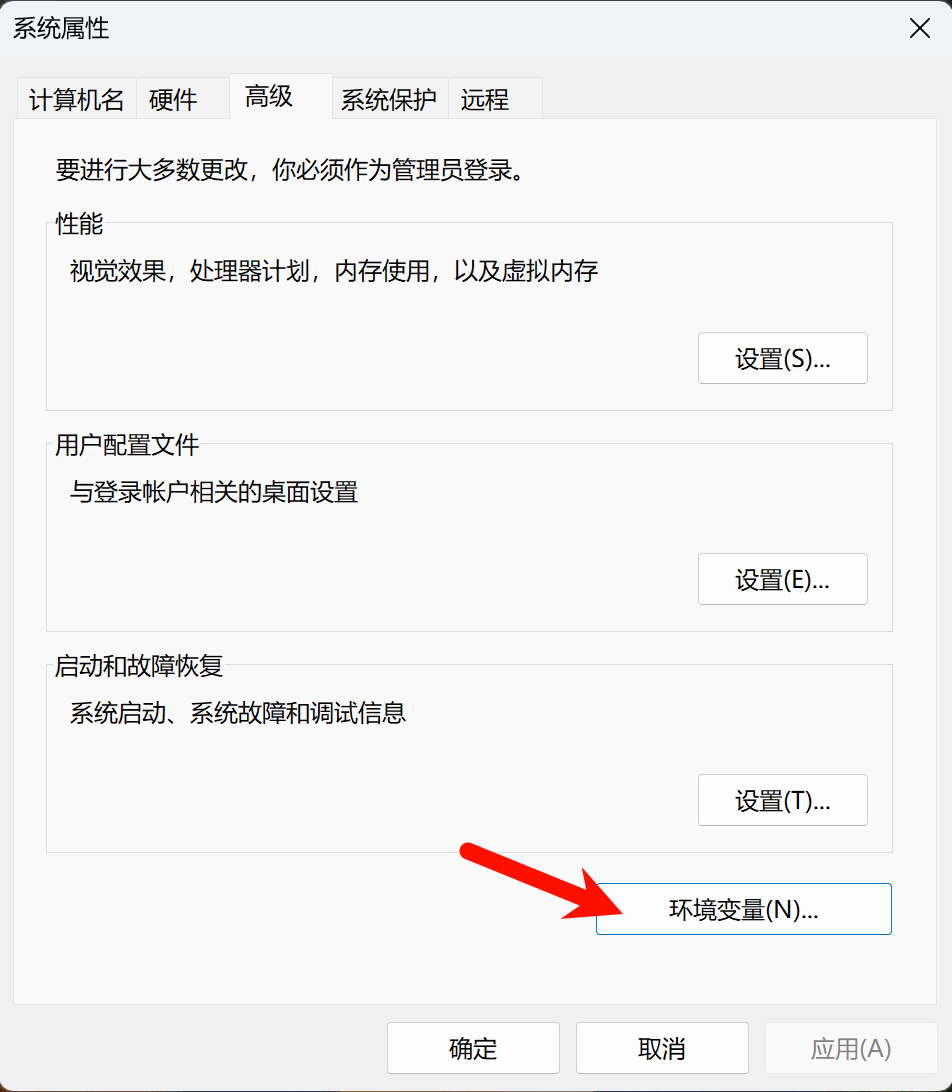 系统属性
计算机名 硬件 高级 系统保护 远程
要进行大多数更改，你必须作为管理员登录。
性能
视觉效果，处理器计划，内存使用，以及虚拟内存
设置(S)...
用户配置文件
与登录帐户相关的桌面设置
设置(E)...
启动和故障恢复
系统启动、系统故障和调试信息
设置(T)...
环境变量(N)...
确定 取消 应用(A)